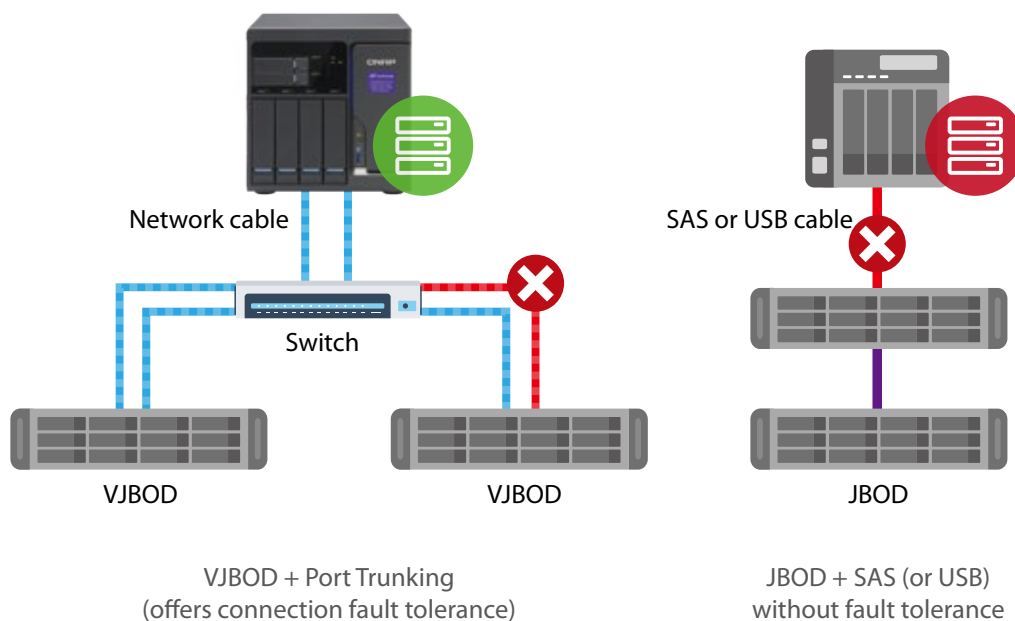 QNAP
Network cable
SAS or USB cable
Switch
VJBOD
VJBOD
JBOD
VJBOD + Port Trunking
(offers connection fault tolerance)
JBOD + SAS (or USB)
without fault tolerance